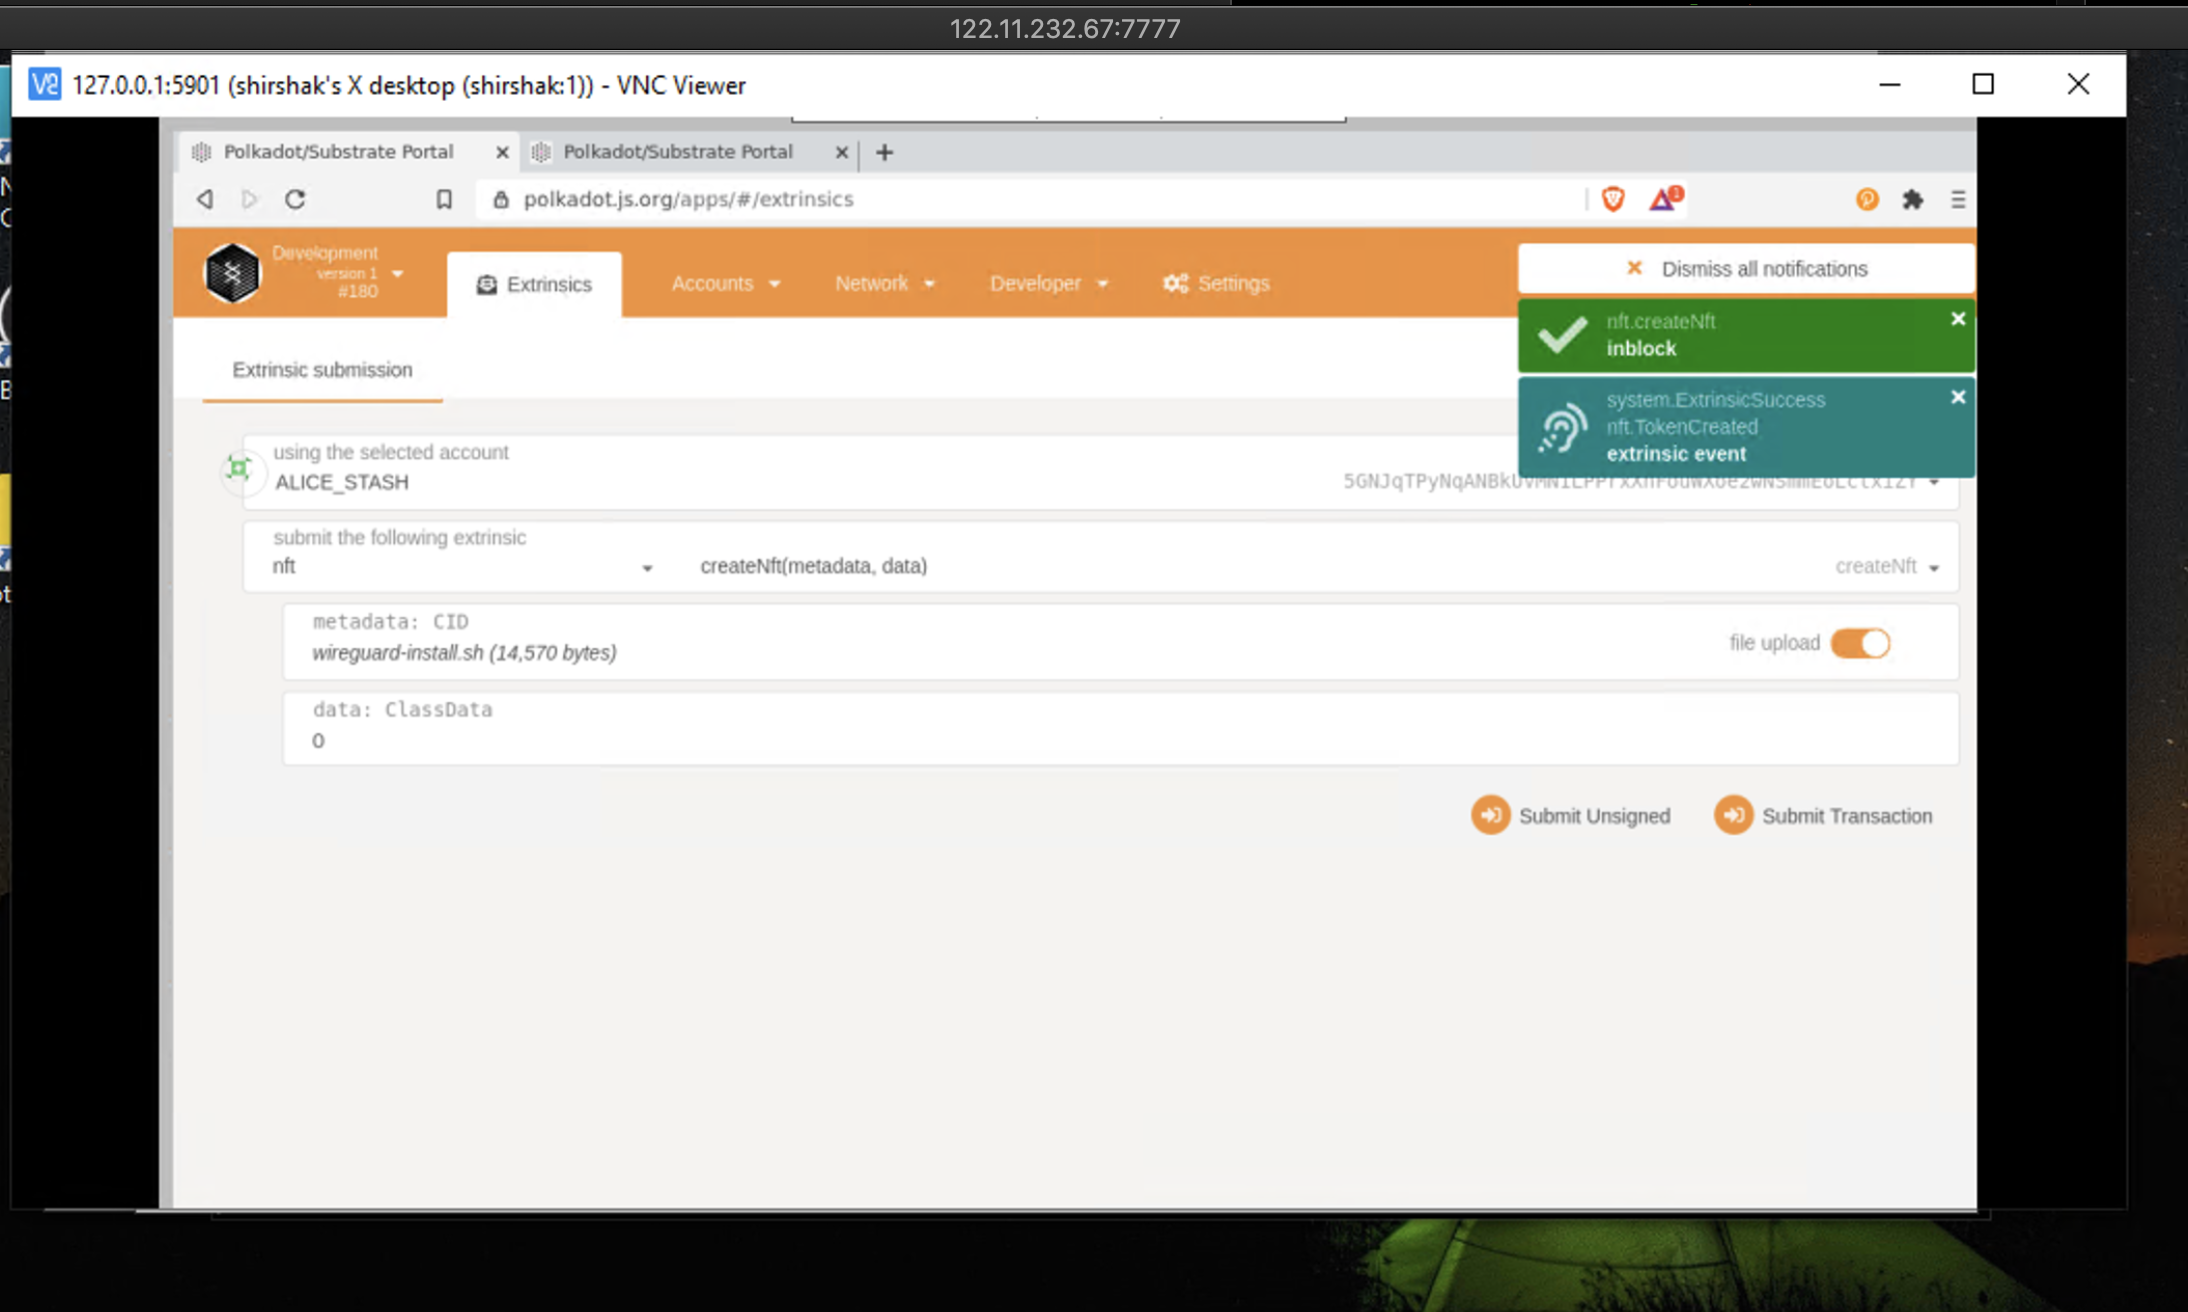 122.11.232.67:7777
127.0.0.1:5901 (shirshak's X desktop (shirshak:1)) - VNC Viewer
Polkadot/Substrate Portal
Polkadot/Substrate Portal
polkadot.js.org/apps/#/extrinsics
Development
version 1
#180
Extrinsics
Accounts
Network
Developer
Settings
Dismiss all notifications
nft.createNft
inblock
system.ExtrinsicSuccess
nft.TokenCreated
extrinsic event
Extrinsic submission
using the selected account
ALICE_STASH
submit the following extrinsic
nft
createNft(metadata, data)
createNft
metadata: CID
wireguard-install.sh (14,570 bytes)
file upload
data: ClassData
0
Submit Unsigned
Submit Transaction